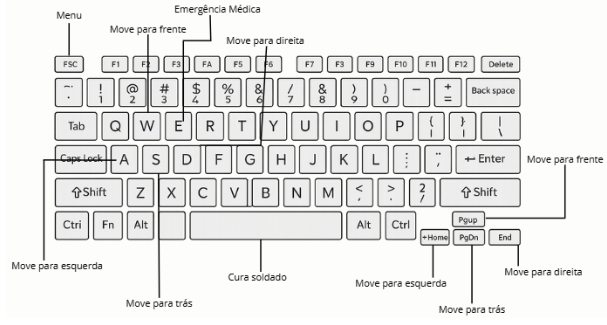 Emergência Médica
Menu
Move para frente
Move para direita
FSC F1 F2 F3 FA F5 F6 F7 F3 F9 F10 F11 F12 Delete
~ ! @ # $ % & / & ) ) — + Back space
. 1 2 3 4 5 6 7 8 9 0 =
Tab Q W E R T Y U I O P { } |
| | \
Caps Lock A S D F G H J K L : ; " , ← Enter
Move para frente
⇧Shift Z X C V B N M < , > . 2 / ⇧Shift
Ctri Fn Alt Alt Ctrl
Pgup
+Home PgDn End
Move para esquerda
Cura soldado
Move para esquerda
Move para direita
Move para trás
Move para trás